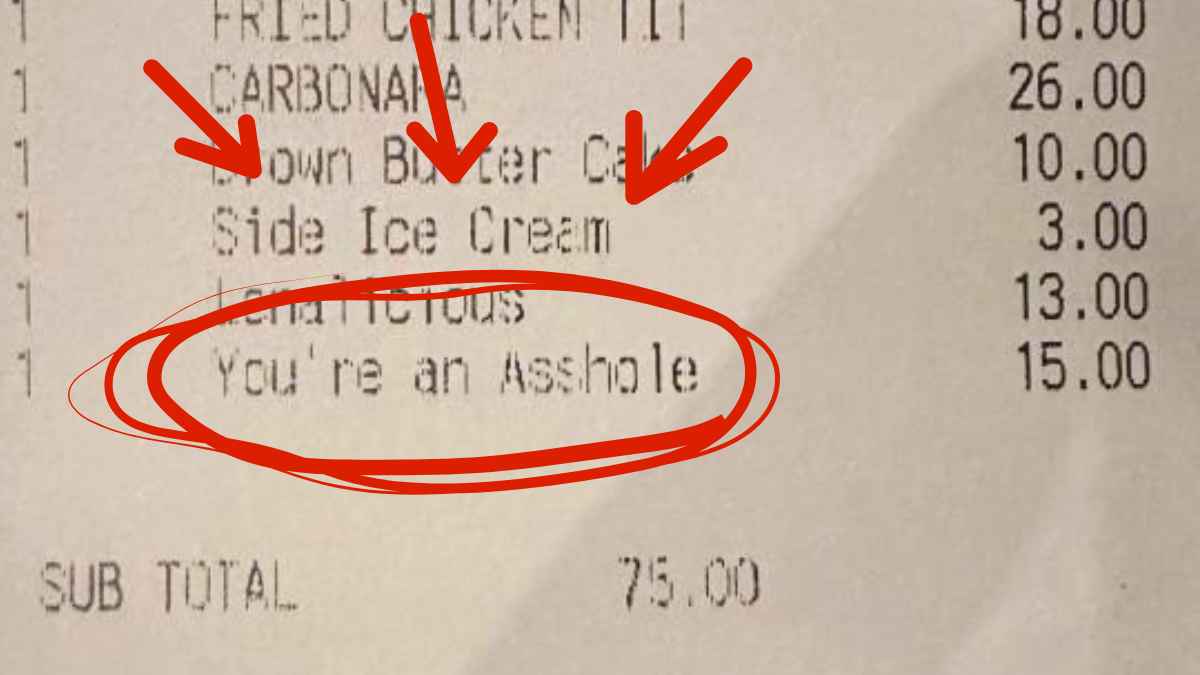 1 FRIED CHICKEN 18.00
1 CARBONARA 26.00
1 Brown Butter Cake 10.00
1 Side Ice Cream 3.00
1 Lenalicious 13.00
1 You're an Asshole 15.00
SUB TOTAL 75.00